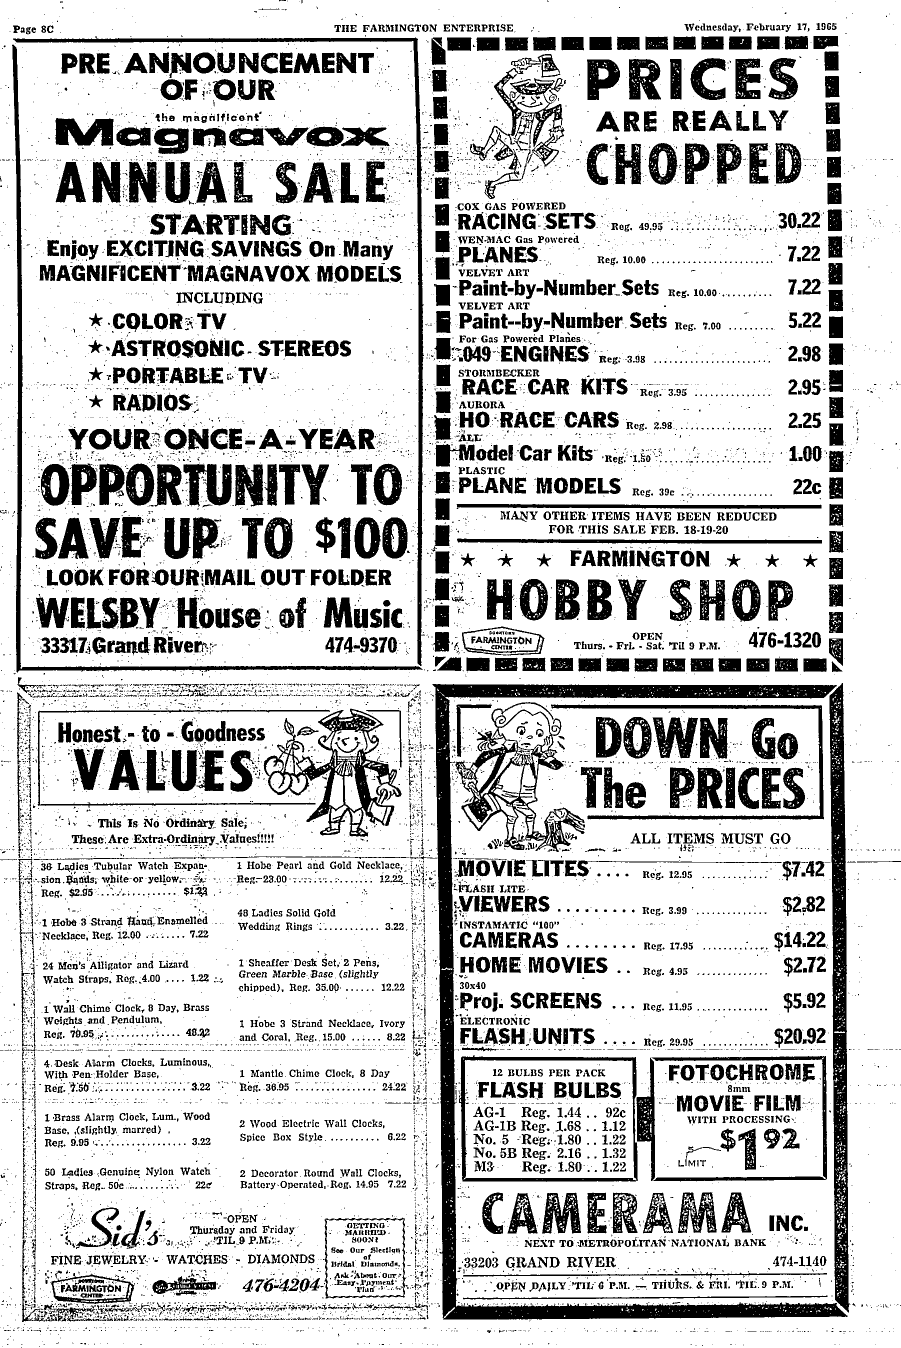 Page 8C
THE FARMINGTON ENTERPRISE
Wednesday, February 17, 1965
PRE ANNOUNCEMENT
OF OUR
the magnificent
Magnavox
ANNUAL SALE
STARTING
Enjoy EXCITING SAVINGS On Many
MAGNIFICENT MAGNAVOX MODELS
INCLUDING
★ COLOR TV
★ ASTROSONIC STEREOS
★ PORTABLE TV
★ RADIOS
YOUR ONCE-A-YEAR
OPPORTUNITY TO
SAVE UP TO $100
LOOK FOR OUR MAIL OUT FOLDER
WELSBY House of Music
33317 Grand River 474-9370
PRICES
ARE REALLY
CHOPPED
COX GAS POWERED
RACING SETS Reg. 49.95 30.22
WEN-MAC Gas Powered
PLANES Reg. 10.00 7.22
VELVET ART
Paint-by-Number Sets Reg. 10.00 7.22
VELVET ART
Paint--by-Number Sets Reg. 7.00 5.22
For Gas Powered Planes
.049 ENGINES Reg. 3.98 2.98
STORMBECKER
RACE CAR KITS Reg. 3.95 2.95
AURORA
HO RACE CARS Reg. 2.98 2.25
ALL
Model Car Kits Reg. 1.50 1.00
PLASTIC
PLANE MODELS Reg. 39c 22c
MANY OTHER ITEMS HAVE BEEN REDUCED
FOR THIS SALE FEB. 18-19-20
★ ★ ★ FARMINGTON ★ ★ ★
HOBBY SHOP
DOWNTOWN
FARMINGTON
CENTER
OPEN
Thurs. - Fri. - Sat. 'Til 9 P.M.
476-1320
Honest - to - Goodness
VALUES
This Is No Ordinary Sale,
These Are Extra-Ordinary Values!!!!!
36 Ladies Tubular Watch Expan-
sion Bands, white or yellow,
Reg. $2.95 $1.22
1 Hobe 3 Strand Hand Enamelled
Necklace, Reg. 12.00 ........ 7.22
24 Men's Alligator and Lizard
Watch Straps, Reg. 4.00 .... 1.22
1 Wall Chime Clock, 8 Day, Brass
Weights and Pendulum,
Reg. 79.95 48.22
4 Desk Alarm Clocks, Luminous,
With Pen Holder Base,
Reg. 7.50 3.22
1 Brass Alarm Clock, Lum., Wood
Base, (slightly marred)
Reg. 9.95 3.22
50 Ladies Genuine Nylon Watch
Straps, Reg. 50c 22c
1 Hobe Pearl and Gold Necklace,
Reg. 23.00 12.22
48 Ladies Solid Gold
Wedding Rings 3.22
1 Sheaffer Desk Set, 2 Pens,
Green Marble Base (slightly
chipped), Reg. 35.00 ...... 12.22
1 Hobe 3 Strand Necklace, Ivory
and Coral, Reg. 15.00 ...... 8.22
1 Mantle Chime Clock, 8 Day
Reg. 36.95 24.22
2 Wood Electric Wall Clocks,
Spice Box Style .......... 6.22
2 Decorator Round Wall Clocks,
Battery Operated, Reg. 14.95 7.22
Sid's
OPEN
Thursday and Friday
'TIL 9 P.M.
FINE JEWELRY - WATCHES - DIAMONDS
DOWNTOWN
FARMINGTON
CENTER
476-4204
GETTING
MARRIED
SOON?
See Our Slection
of
Bridal Diamonds
Ask About Our
Easy Payment
Plan
DOWN Go
The PRICES
ALL ITEMS MUST GO
MOVIE LITES .... Reg. 12.95 $7.42
FLASH LITE
VIEWERS ......... Reg. 3.99 $2.82
INSTAMATIC "100"
CAMERAS ........ Reg. 17.95 $14.22
HOME MOVIES .. Reg. 4.95 $2.72
30x40
Proj. SCREENS ... Reg. 11.95 $5.92
ELECTRONIC
FLASH UNITS .... Reg. 29.95 $20.92
12 BULBS PER PACK
FLASH BULBS
AG-1 Reg. 1.44 .. 92c
AG-1B Reg. 1.68 .. 1.12
No. 5 Reg. 1.80 .. 1.22
No. 5B Reg. 2.16 .. 1.32
M3 Reg. 1.80 .. 1.22
FOTOCHROME
8mm
MOVIE FILM
WITH PROCESSING
$1.92
LIMIT
CAMERAMA INC.
NEXT TO METROPOLITAN NATIONAL BANK
33203 GRAND RIVER 474-1140
OPEN DAILY 'TIL 6 P.M. — THURS. & FRI. 'TIL 9 P.M.